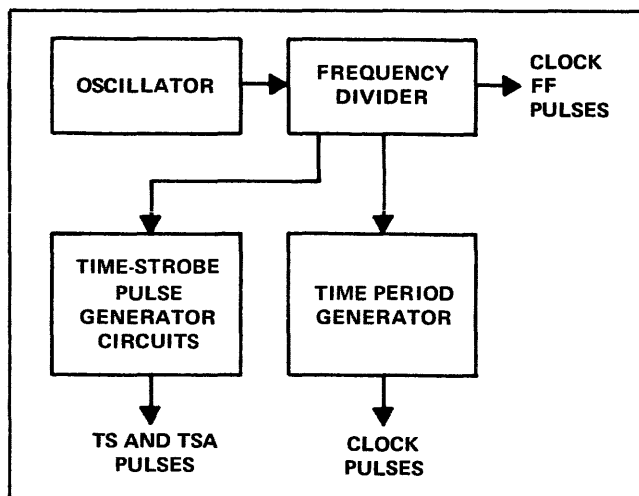 OSCILLATOR
FREQUENCY
DIVIDER
CLOCK
FF
PULSES
TIME-STROBE
PULSE
GENERATOR
CIRCUITS
TIME PERIOD
GENERATOR
TS AND TSA
PULSES
CLOCK
PULSES